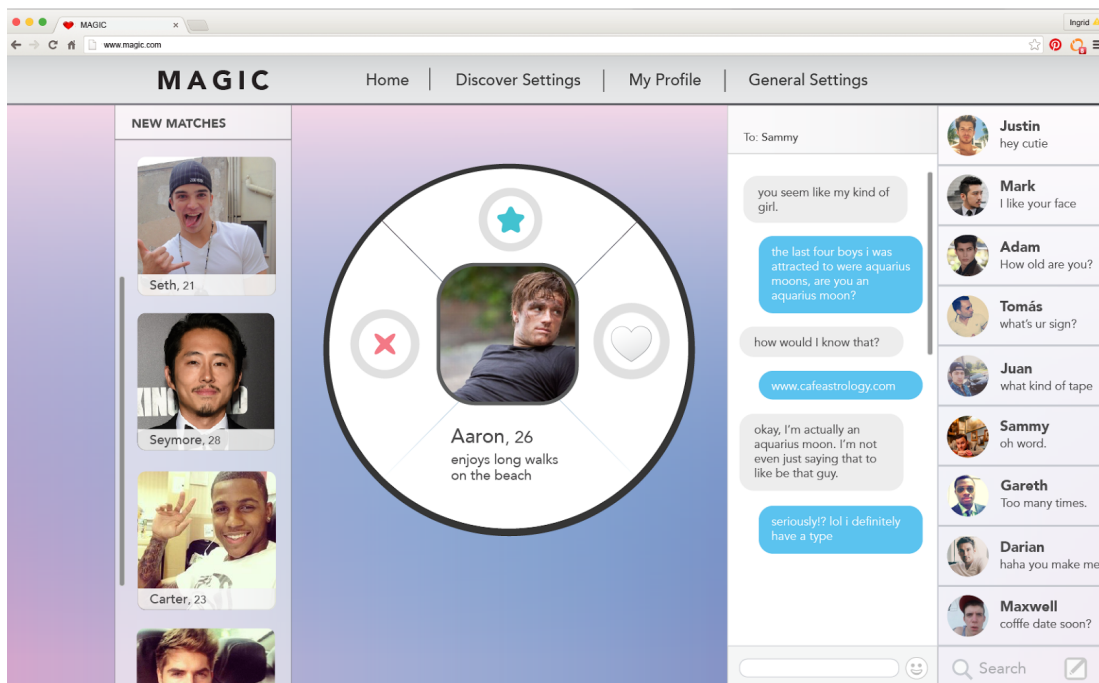 MAGIC
Ingrid
www.magic.com
MAGIC
Home
Discover Settings
My Profile
General Settings
NEW MATCHES
Seth, 21
Seymore, 28
Carter, 23
Aaron, 26
enjoys long walks
on the beach
To: Sammy
you seem like my kind of
girl.
the last four boys i was
attracted to were aquarius
moons, are you an
aquarius moon?
how would I know that?
www.cafeastrology.com
okay, I'm actually an
aquarius moon. I'm not
even just saying that to
like be that guy.
seriously!? lol i definitely
have a type
Justin
hey cutie
Mark
I like your face
Adam
How old are you?
Tomás
what's ur sign?
Juan
what kind of tape
Sammy
oh word.
Gareth
Too many times.
Darian
haha you make me
Maxwell
cofffe date soon?
Search